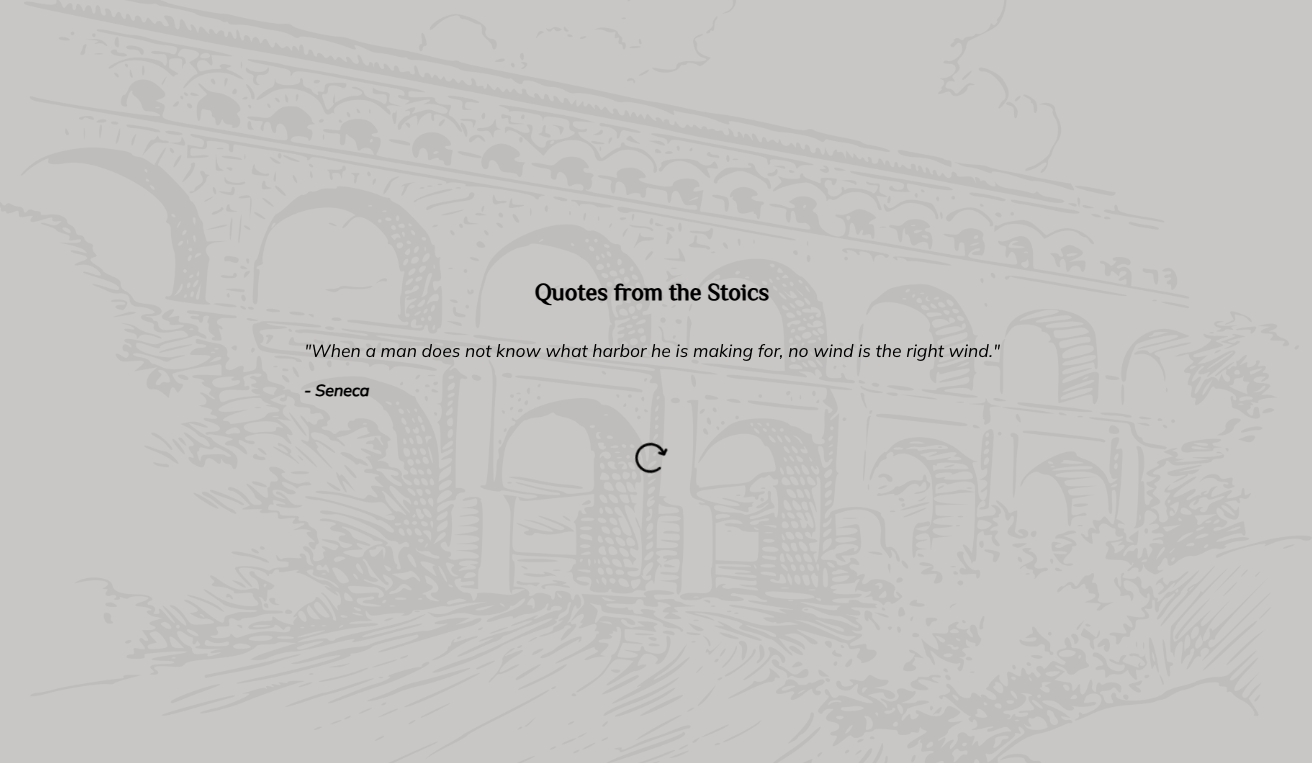 Quotes from the Stoics
"When a man does not know what harbor he is making for, no wind is the right wind."
- Seneca